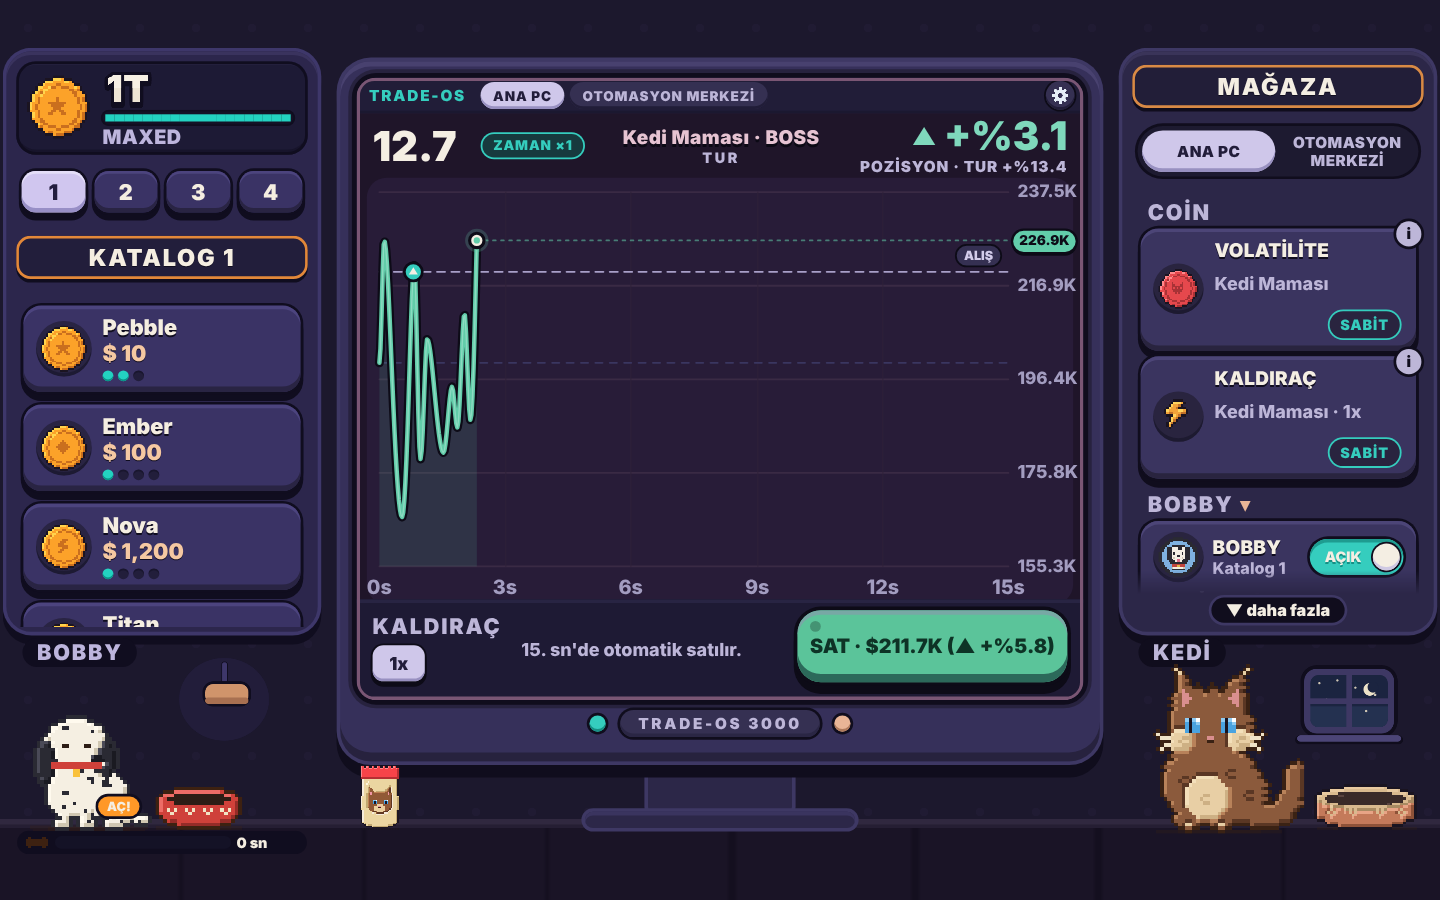 1T
MAXED
1 2 3 4
KATALOG 1
Pebble
$ 10
Ember
$ 100
Nova
$ 1,200
Titan
BOBBY
AÇ!
0 sn
TRADE-OS ANA PC OTOMASYON MERKEZİ
12.7 ZAMAN ×1
Kedi Maması · BOSS
TUR
▲ +%3.1
POZİSYON · TUR +%13.4
237.5K
226.9K
ALIŞ
216.9K
196.4K
175.8K
155.3K
0s 3s 6s 9s 12s 15s
KALDIRAÇ
1x
15. sn'de otomatik satılır.
SAT · $211.7K (▲ +%5.8)
TRADE-OS 3000
MAĞAZA
ANA PC
OTOMASYON
MERKEZİ
COİN
i
VOLATİLİTE
Kedi Maması
SABİT
i
KALDIRAÇ
Kedi Maması · 1x
SABİT
BOBBY ▼
BOBBY
Katalog 1
AÇIK
▼ daha fazla
KEDİ